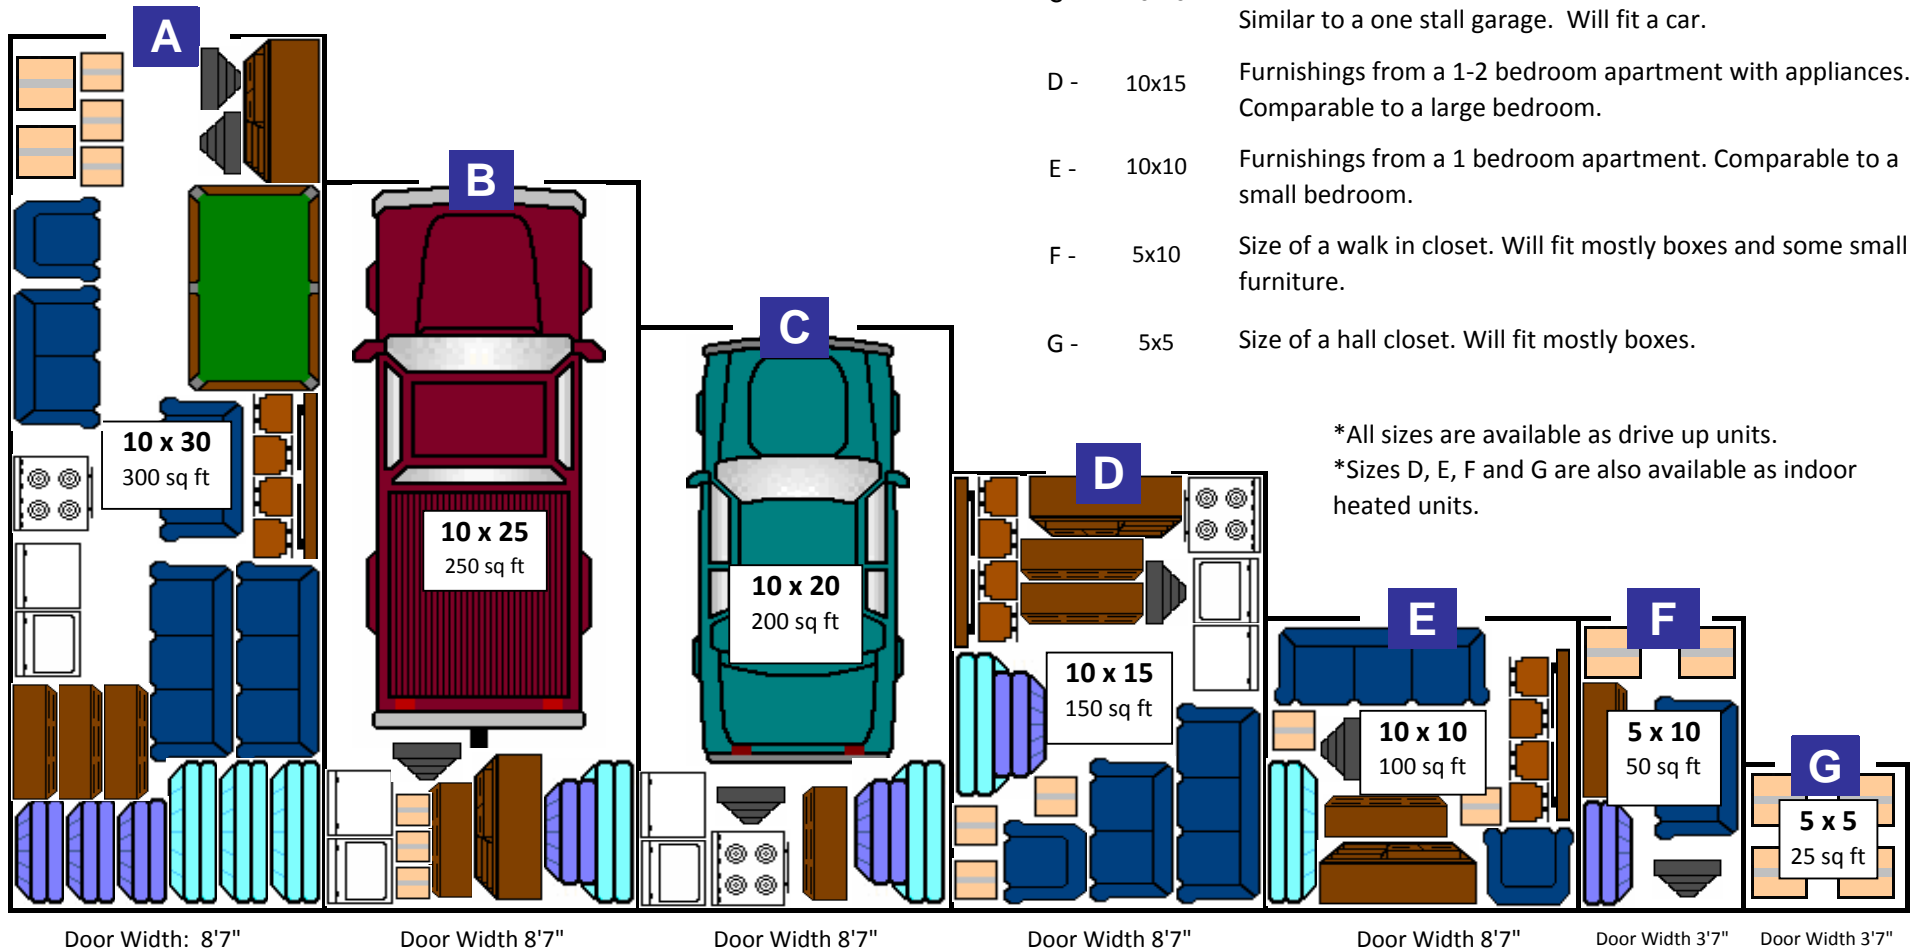 Similar to a one stall garage.  Will fit a car.
D -   10x15   Furnishings from a 1-2 bedroom apartment with appliances.
Comparable to a large bedroom.
E -   10x10   Furnishings from a 1 bedroom apartment. Comparable to a
small bedroom.
F -   5x10   Size of a walk in closet. Will fit mostly boxes and some small
furniture.
G -   5x5   Size of a hall closet. Will fit mostly boxes.
*All sizes are available as drive up units.
*Sizes D, E, F and G are also available as indoor
heated units.
A
10 x 30
300 sq ft
B
10 x 25
250 sq ft
C
10 x 20
200 sq ft
D
10 x 15
150 sq ft
E
10 x 10
100 sq ft
F
5 x 10
50 sq ft
G
5 x 5
25 sq ft
Door Width:  8'7"
Door Width 8'7"
Door Width 8'7"
Door Width 8'7"
Door Width 8'7"
Door Width 3'7"
Door Width 3'7"